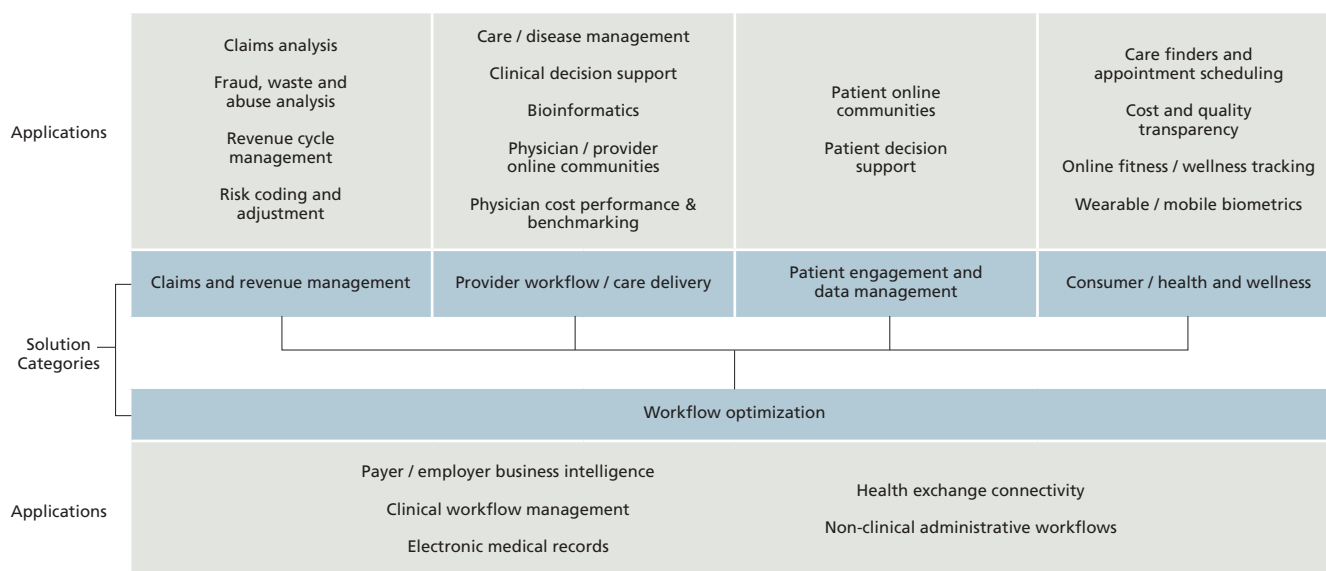 Applications
Claims analysis
Fraud, waste and
abuse analysis
Revenue cycle
management
Risk coding and
adjustment
Care / disease management
Clinical decision support
Bioinformatics
Physician / provider
online communities
Physician cost performance &
benchmarking
Patient online
communities
Patient decision
support
Care finders and
appointment scheduling
Cost and quality
transparency
Online fitness / wellness tracking
Wearable / mobile biometrics
Solution
Categories
Claims and revenue management
Provider workflow / care delivery
Patient engagement and
data management
Consumer / health and wellness
Workflow optimization
Applications
Payer / employer business intelligence
Clinical workflow management
Electronic medical records
Health exchange connectivity
Non-clinical administrative workflows